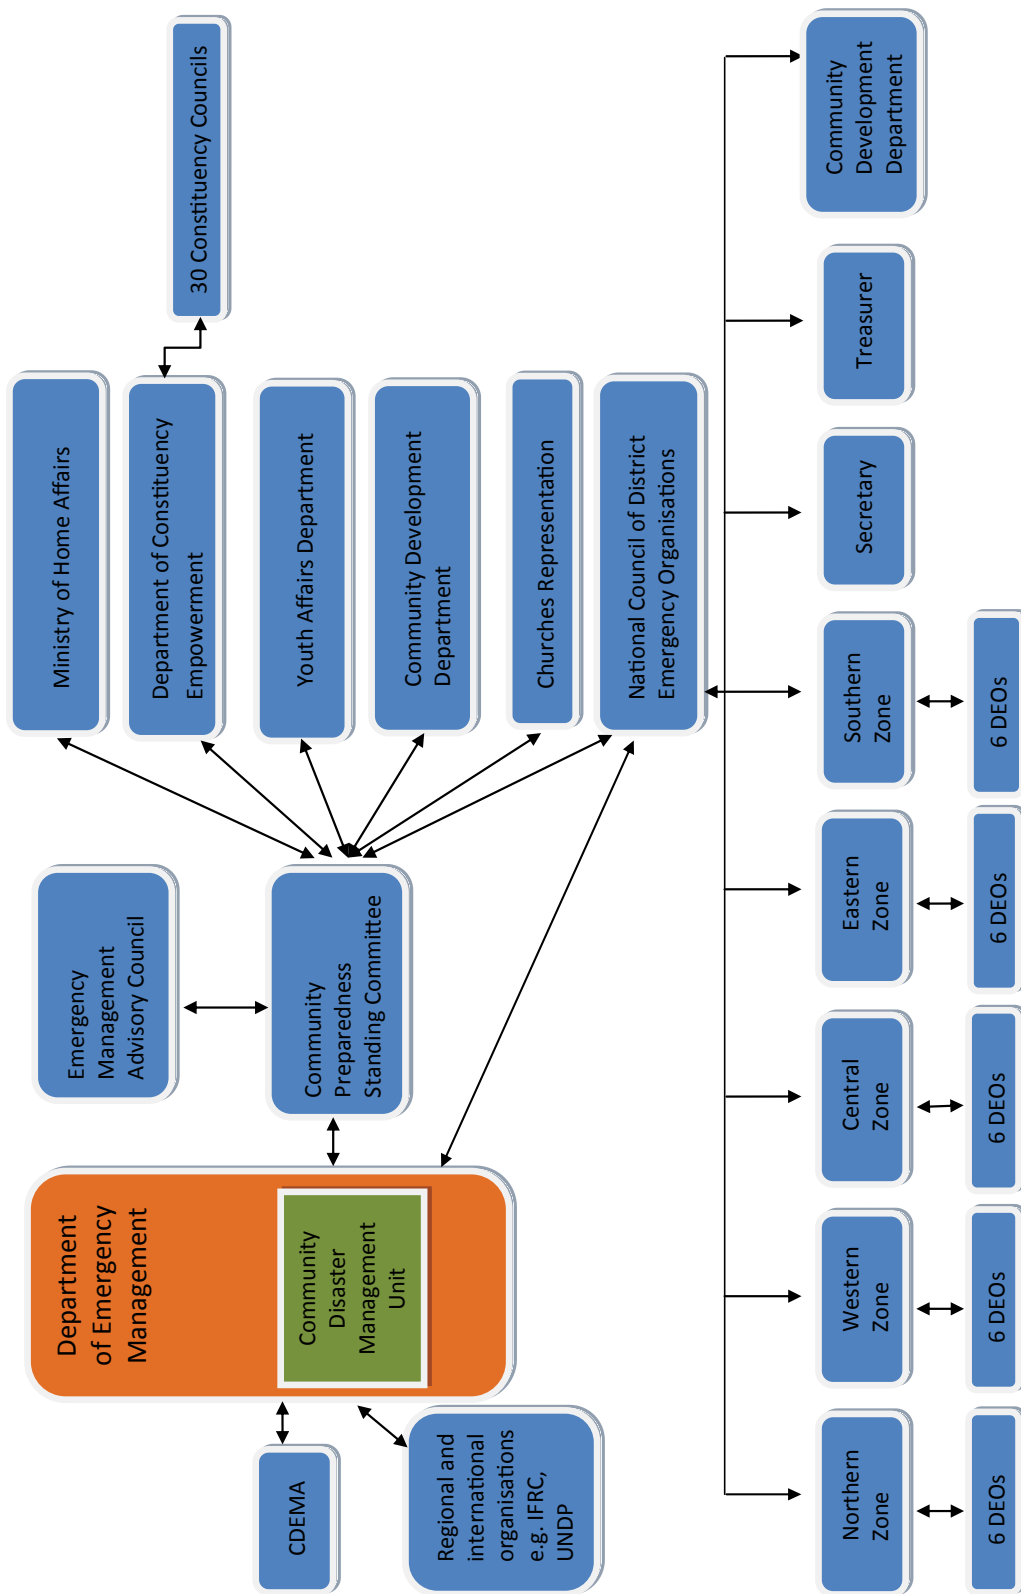 Department
of Emergency
Management
Community
Disaster
Management
Unit
CDEMA
Regional and
international
organisations
e.g. IFRC,
UNDP
Emergency
Management
Advisory Council
Community
Preparedness
Standing Committee
Ministry of Home Affairs
Department of Constituency
Empowerment
30 Constituency Councils
Youth Affairs Department
Community Development
Department
Churches Representation
National Council of District
Emergency Organisations
Northern
Zone
Western
Zone
Central
Zone
Eastern
Zone
Southern
Zone
Secretary
Treasurer
Community
Development
Department
6 DEOs
6 DEOs
6 DEOs
6 DEOs
6 DEOs